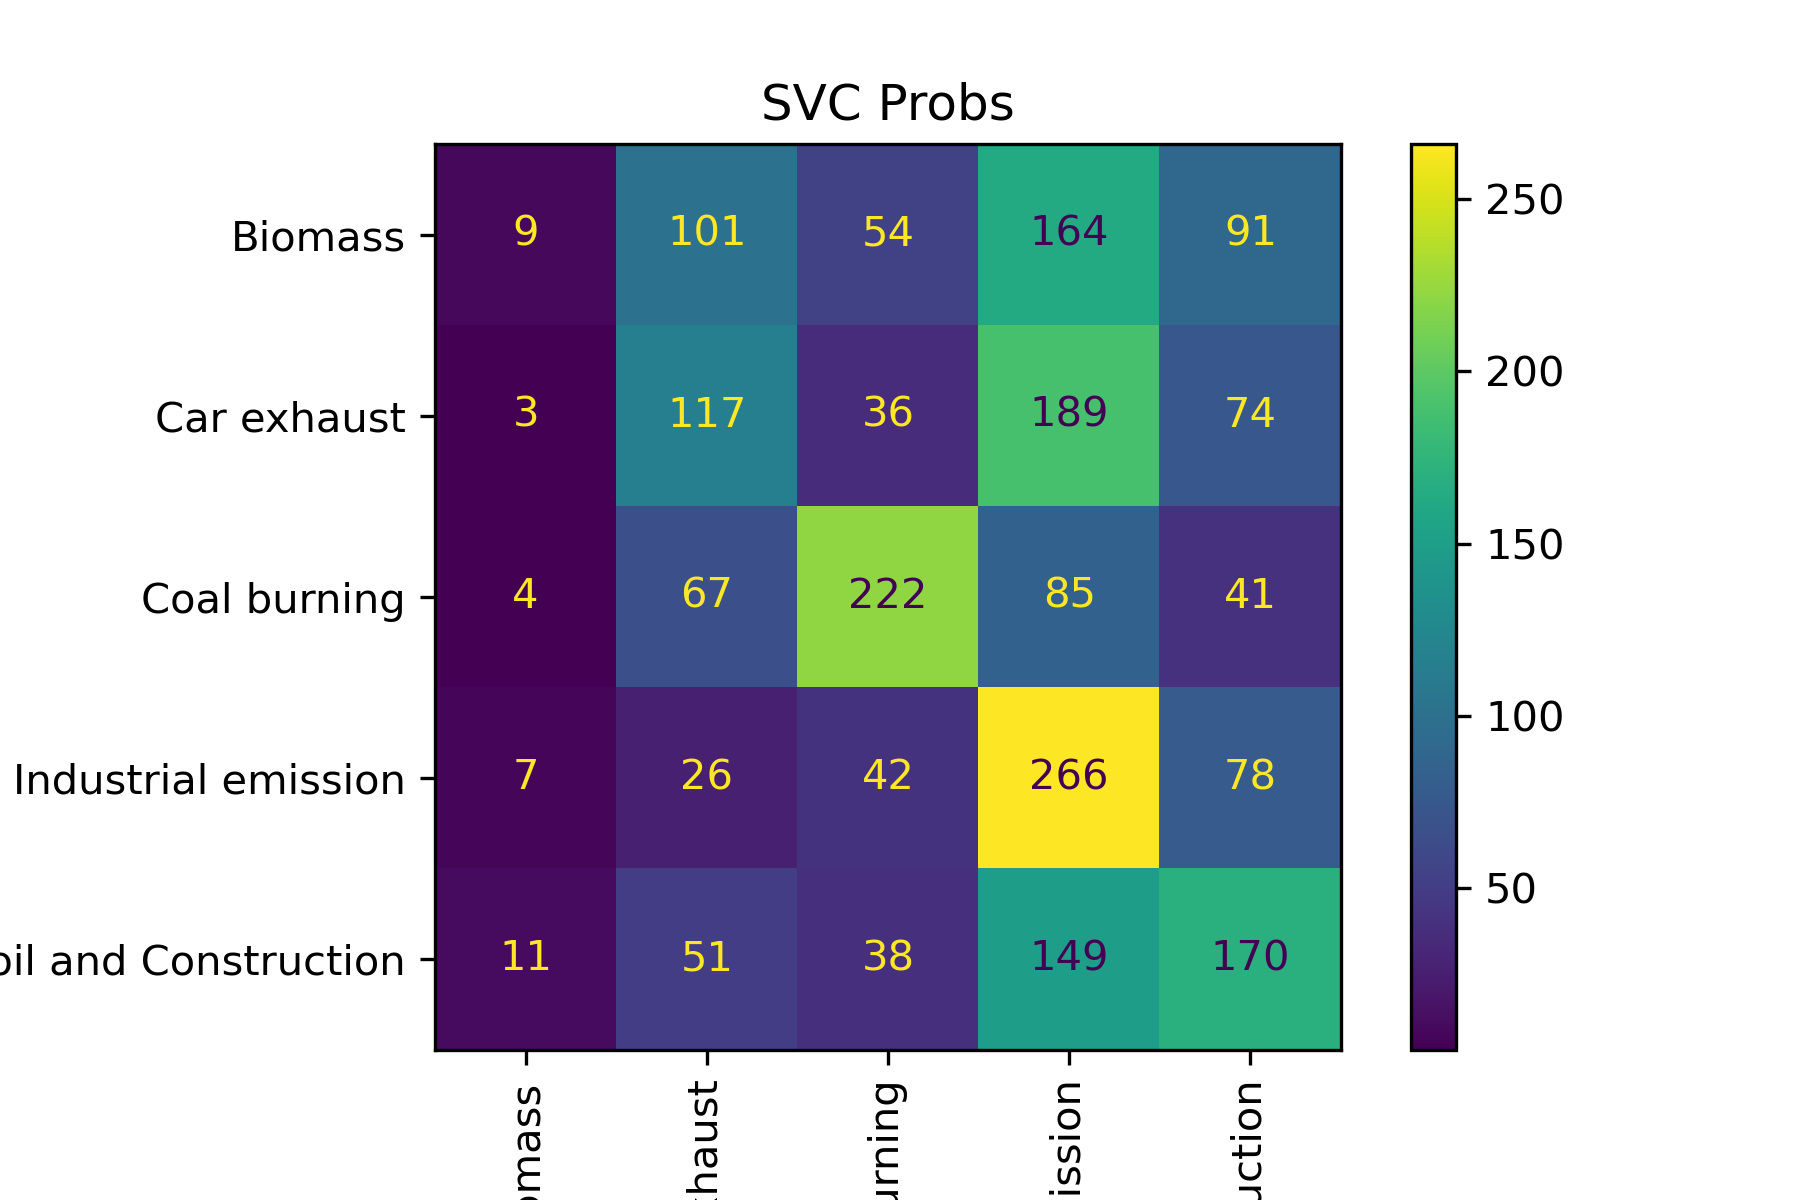 SVC Probs
Biomass 9 101 54 164 91
Car exhaust 3 117 36 189 74
Coal burning 4 67 222 85 41
Industrial emission 7 26 42 266 78
oil and Construction 11 51 38 149 170
250
200
150
100
50
omass
xhaust
urning
ission
uction